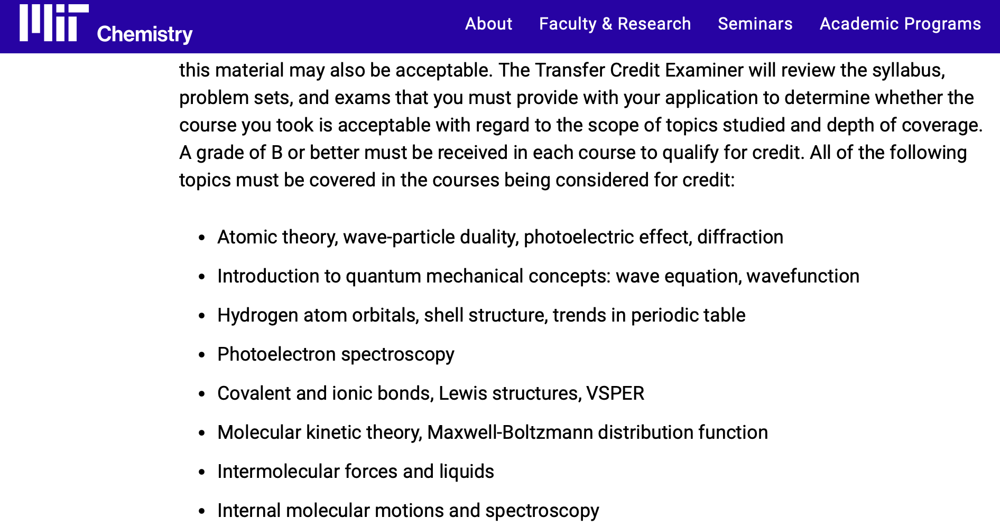 MIT Chemistry
About Faculty & Research Seminars Academic Programs
this material may also be acceptable. The Transfer Credit Examiner will review the syllabus,
problem sets, and exams that you must provide with your application to determine whether the
course you took is acceptable with regard to the scope of topics studied and depth of coverage.
A grade of B or better must be received in each course to qualify for credit. All of the following
topics must be covered in the courses being considered for credit:
• Atomic theory, wave-particle duality, photoelectric effect, diffraction
• Introduction to quantum mechanical concepts: wave equation, wavefunction
• Hydrogen atom orbitals, shell structure, trends in periodic table
• Photoelectron spectroscopy
• Covalent and ionic bonds, Lewis structures, VSPER
• Molecular kinetic theory, Maxwell-Boltzmann distribution function
• Intermolecular forces and liquids
• Internal molecular motions and spectroscopy